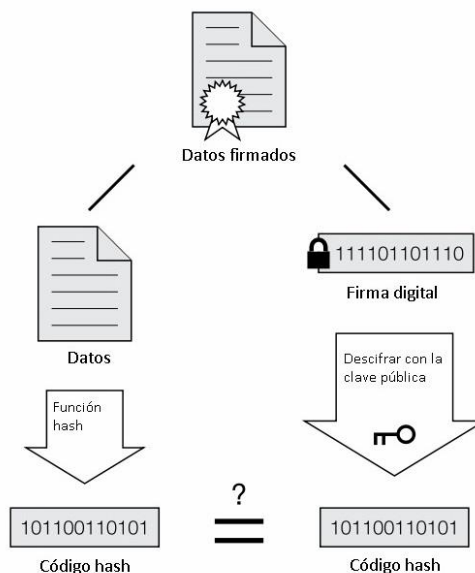 Datos firmados
111101101110
Firma digital
Datos
Descifrar con la
clave pública
Función
hash
?
101100110101
101100110101
Código hash
Código hash